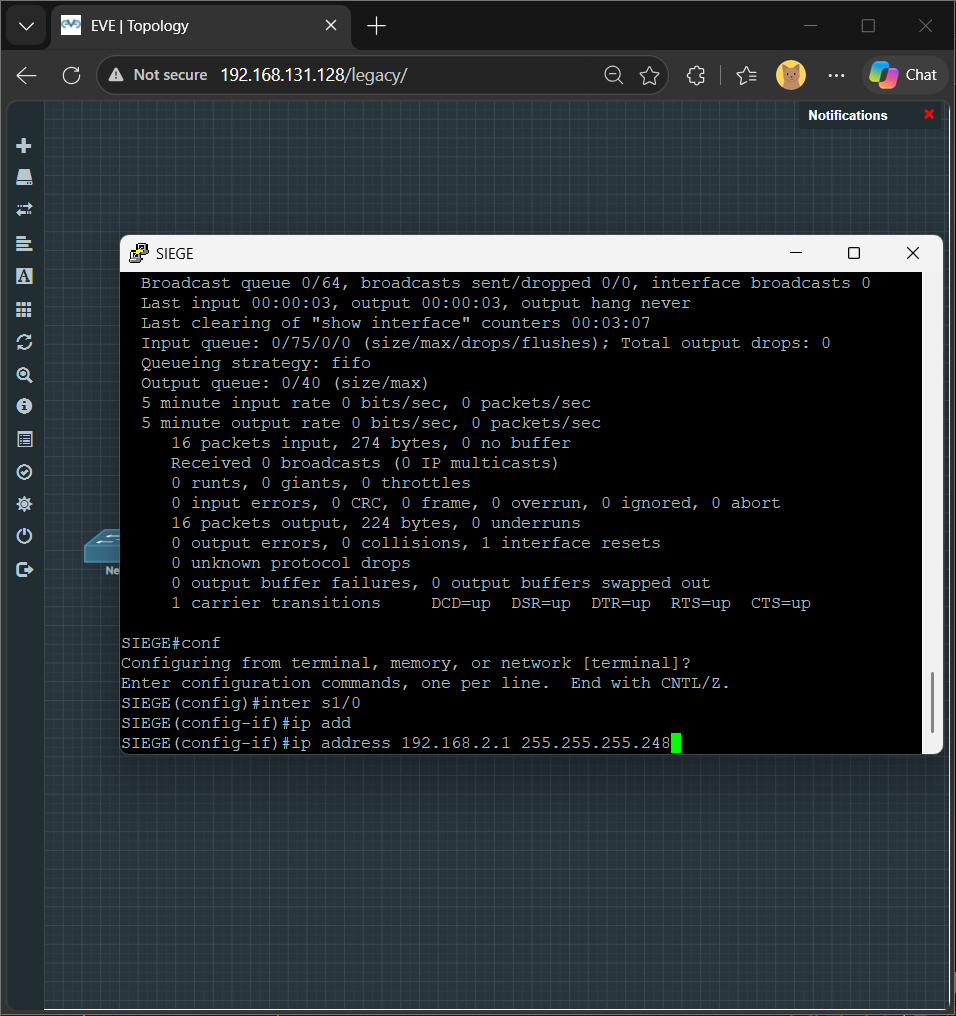 EVE | Topology
Not secure 192.168.131.128/legacy/
Chat
Notifications
A
SIEGE
Broadcast queue 0/64, broadcasts sent/dropped 0/0, interface broadcasts 0
Last input 00:00:03, output 00:00:03, output hang never
Last clearing of "show interface" counters 00:03:07
Input queue: 0/75/0/0 (size/max/drops/flushes); Total output drops: 0
Queueing strategy: fifo
Output queue: 0/40 (size/max)
5 minute input rate 0 bits/sec, 0 packets/sec
5 minute output rate 0 bits/sec, 0 packets/sec
16 packets input, 274 bytes, 0 no buffer
Received 0 broadcasts (0 IP multicasts)
0 runts, 0 giants, 0 throttles
0 input errors, 0 CRC, 0 frame, 0 overrun, 0 ignored, 0 abort
16 packets output, 224 bytes, 0 underruns
0 output errors, 0 collisions, 1 interface resets
0 unknown protocol drops
0 output buffer failures, 0 output buffers swapped out
1 carrier transitions     DCD=up  DSR=up  DTR=up  RTS=up  CTS=up
Ne
SIEGE#conf
Configuring from terminal, memory, or network [terminal]?
Enter configuration commands, one per line.  End with CNTL/Z.
SIEGE(config)#inter s1/0
SIEGE(config-if)#ip add
SIEGE(config-if)#ip address 192.168.2.1 255.255.255.248